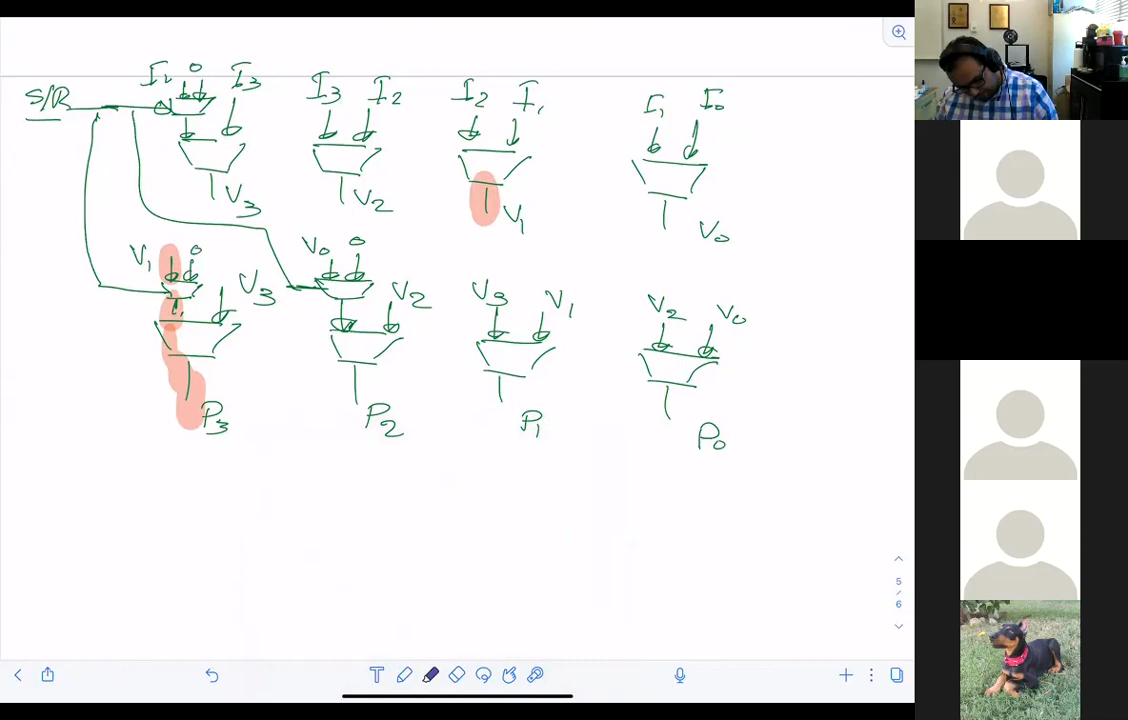 S/R I₂ 0 I₃ I₃ I₂ I₂ I₁ I₁ I₀
V₃ V₂ V₁ V₀
V₁ 0 V₃ V₀ 0 V₂ V₃ V₁ V₂ V₀
P₃ P₂ P₁ P₀
5
/
6
T